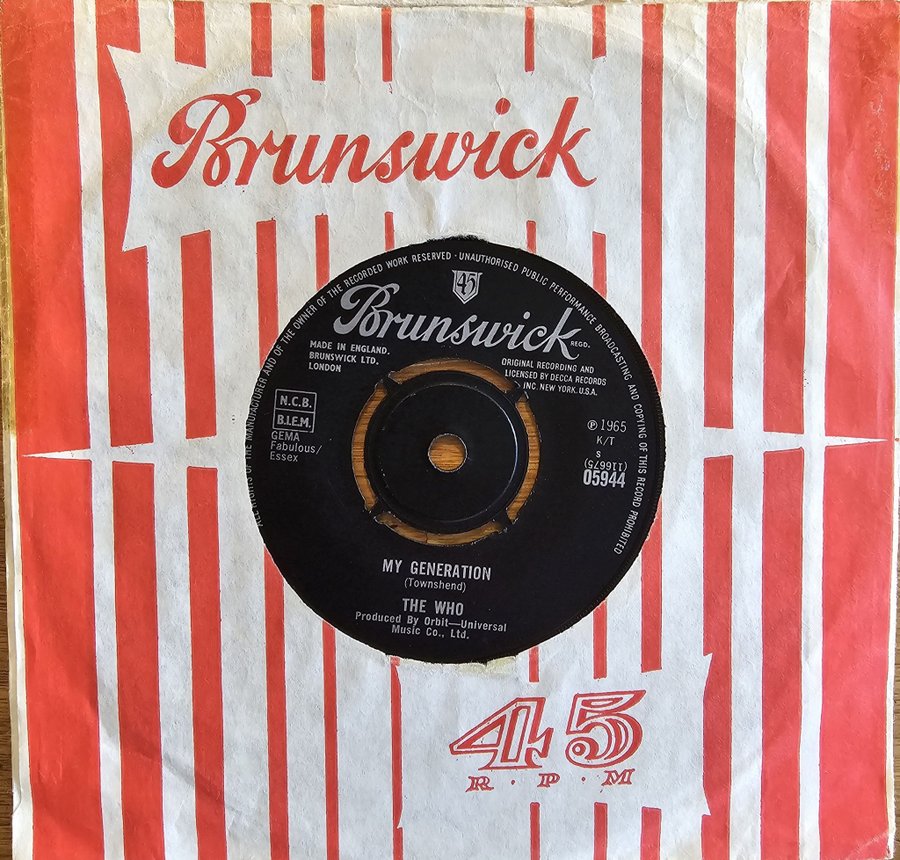 Brunswick
ALL RIGHTS OF THE MANUFACTURER AND OF THE OWNER OF THE RECORDED WORK RESERVED · UNAUTHORISED PUBLIC PERFORMANCE BROADCASTING AND COPYING OF THIS RECORD PROHIBITED
45
Brunswick
REGD.
MADE IN ENGLAND.
BRUNSWICK LTD.
LONDON
ORIGINAL RECORDING AND
LICENSED BY DECCA RECORDS
INC. NEW YORK. U.S.A.
N.C.B.
B.I.E.M.
GEMA
Fabulous/
Essex
℗ 1965
K/T
S
(116675)
05944
MY GENERATION
(Townshend)
THE WHO
Produced By Orbit—Universal
Music Co., Ltd.
45
R·P·M